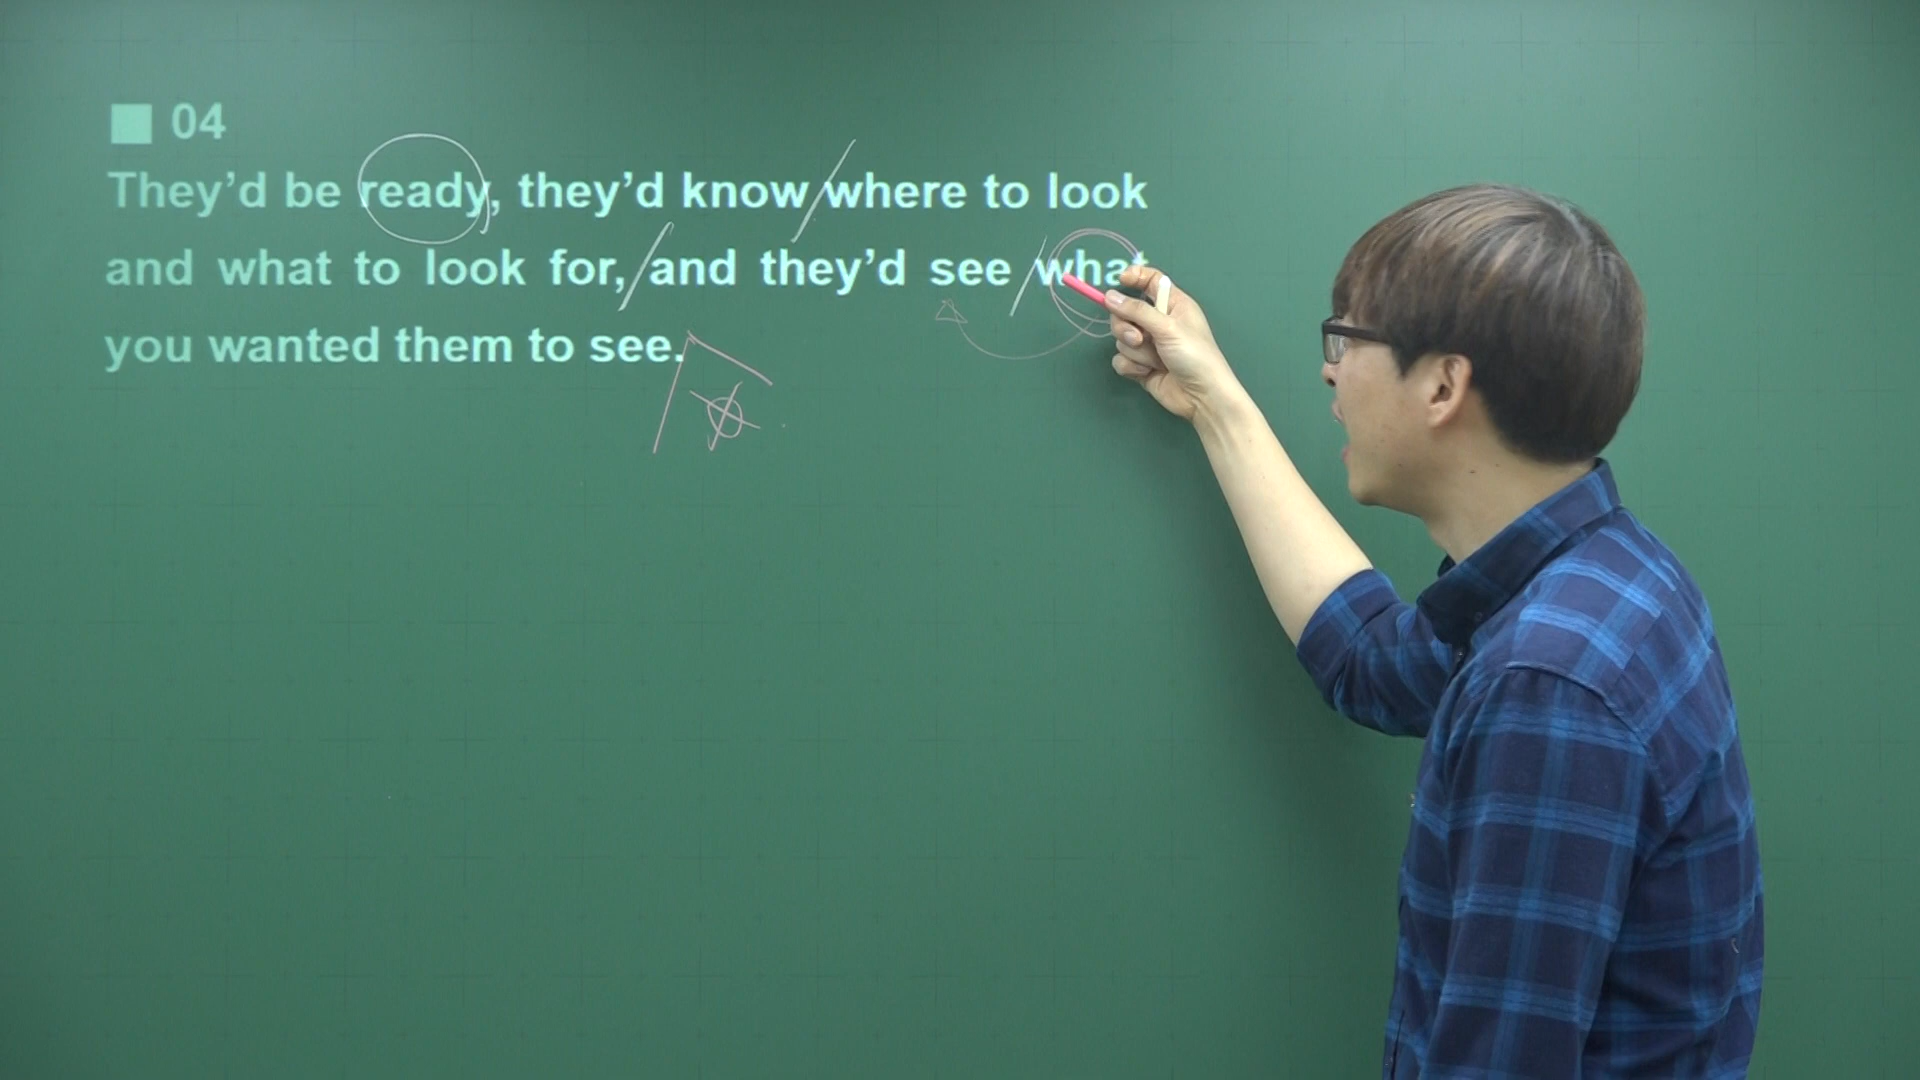 ■ 04
They’d be ready, they’d know where to look
and what to look for, and they’d see what
you wanted them to see.